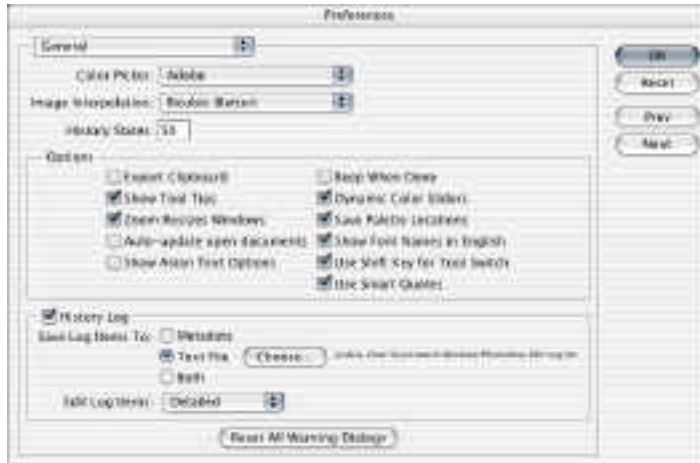 Preferences
General
OK
Color Picker: Adobe
Reset
Image Interpolation: Bicubic
Prev
History States: 50
Next
Options
Export Clipboard
Beep When Done
Show Tool Tips
Dynamic Color Sliders
Zoom Resizes Windows
Save Palette Locations
Auto-update open documents
Show Font Names in English
Show Asian Text Options
Use Shift Key for Tool Switch
Use Smart Quotes
History Log
Save Log Items To:
Metadata
Text File
Choose...
Both
Edit Log Items: Detailed
Reset All Warning Dialogs